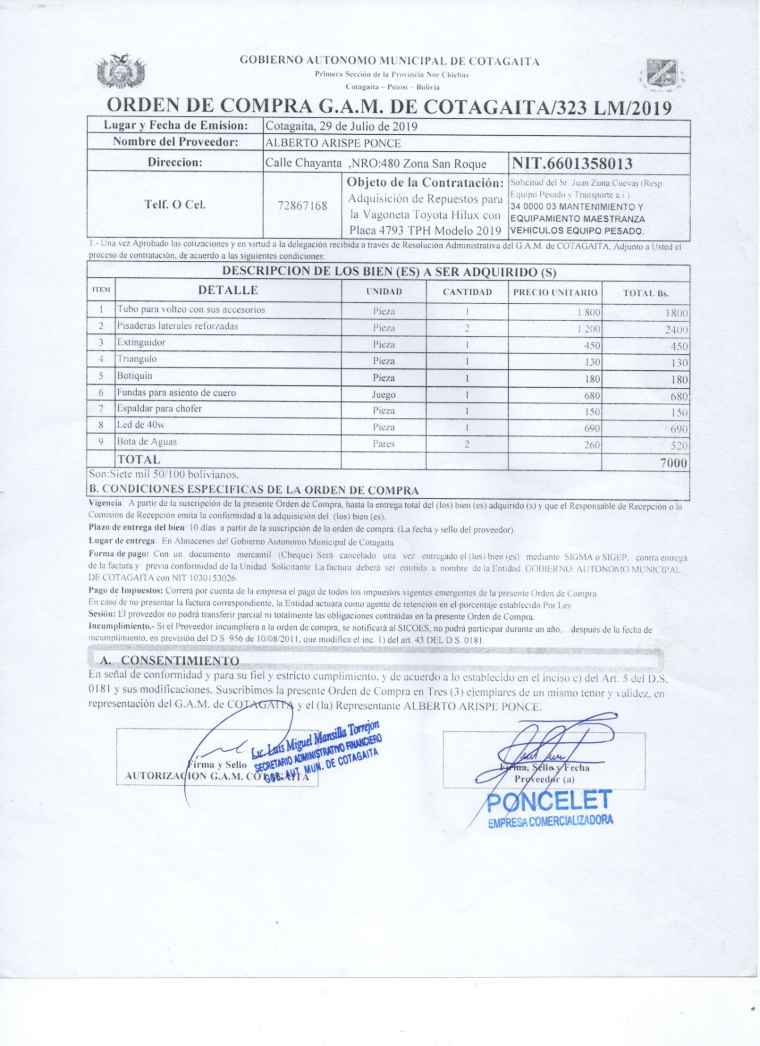 GOBIERNO AUTONOMO MUNICIPAL DE COTAGAITA
Primera Sección de la Provincia Nor Chichas
Cotagaita – Potosí – Bolivia
ORDEN DE COMPRA G.A.M. DE COTAGAITA/323 LM/2019
Lugar y Fecha de Emision: Cotagaita, 29 de Julio de 2019
Nombre del Proveedor: ALBERTO ARISPE PONCE
Direccion: Calle Chayanta ,NRO:480 Zona San Roque NIT.6601358013
Telf. O Cel. 72867168
Objeto de la Contratación:
Adquisición de Repuestos para
la Vagoneta Toyota Hilux con
Placa 4793 TPH Modelo 2019
Solicitud del Sr. Juan Zuna Cuevas (Resp.
Equipo Pesado y Transporte a.i.)
34 0000 03 MANTENIMIENTO Y
EQUIPAMIENTO MAESTRANZA
VEHICULOS EQUIPO PESADO.
1.- Una vez Aprobado las cotizaciones y en virtud a la delegación recibida a través de Resolución Administrativa del G.A.M. de COTAGAITA, Adjunto a Usted el
proceso de contratación, de acuerdo a las siguientes condiciones:
DESCRIPCION DE LOS BIEN (ES) A SER ADQUIRIDO (S)
ITEM DETALLE UNIDAD CANTIDAD PRECIO UNITARIO TOTAL Bs.
1 Tubo para volteo con sus accesorios Pieza 1 1.800 1800
2 Pisaderas laterales reforzadas Pieza 2 1.200 2400
3 Extinguidor Pieza 1 450 450
4 Triangulo Pieza 1 130 130
5 Botiquin Pieza 1 180 180
6 Fundas para asiento de cuero Juego 1 680 680
7 Espaldar para chofer Pieza 1 150 150
8 Led de 40w Pieza 1 690 690
9 Bota de Aguas Pares 2 260 520
TOTAL 7000
Son:Siete mil 50/100 bolivianos.
B. CONDICIONES ESPECIFICAS DE LA ORDEN DE COMPRA
Vigencia: A partir de la suscripción de la presente Orden de Compra, hasta la entrega total del (los) bien (es) adquirido (s) y que el Responsable de Recepción o la
Comisión de Recepción emita la conformidad a la adquisición del (los) bien (es).
Plazo de entrega del bien: 10 días a partir de la suscripción de la orden de compra. (La fecha y sello del proveedor)
Lugar de entrega: En Almacenes del Gobierno Autonomo Municipal de Cotagaita
Forma de pago: Con un documento mercantil (Cheque) Será cancelado una vez entregado el (los) bien (es) mediante SIGMA o SIGEP, contra entrega
de la factura y previa conformidad de la Unidad Solicitante La factura deberá ser emitida a nombre de la Entidad GOBIERNO AUTONOMO MUNICIPAL
DE COTAGAITA con NIT 1030153026.
Pago de Impuestos: Correrá por cuenta de la empresa el pago de todos los impuestos vigentes emergentes de la presente Orden de Compra
En caso de no presentar la factura correspondiente, la Entidad actuara como agente de retención en el porcentaje establecido Por Ley
Sesión: El proveedor no podrá transferir parcial ni totalmente las obligaciones contraídas en la presente Orden de Compra.
Incumplimiento.- Si el Proveedor incumpliera a la orden de compra, se notificará al SICOES, no podrá participar durante un año, después de la fecha de
incumplimiento, en previsión del D.S. 956 de 10/08/2011, que modifica el inc. 1) del art. 43 DEL D.S. 0181.
A. CONSENTIMIENTO
En señal de conformidad y para su fiel y estricto cumplimiento, y de acuerdo a lo establecido en el inciso c) del Art. 5 del D.S.
0181 y sus modificaciones. Suscribimos la presente Orden de Compra en Tres (3) ejemplares de un mismo tenor y validez, en
representación del G.A.M. de COTAGAITA y el (la) Representante ALBERTO ARISPE PONCE.
Firma y Sello
AUTORIZACION G.A.M. COTAGAITA
Lic. Luis Miguel Mansilla Torrejon
SECRETARIO ADMINISTRATIVO FINANCIERO
GOB. AUT. MUN. DE COTAGAITA
Firma, Sello y Fecha
Proveedor (a)
PONCELET
EMPRESA COMERCIALIZADORA